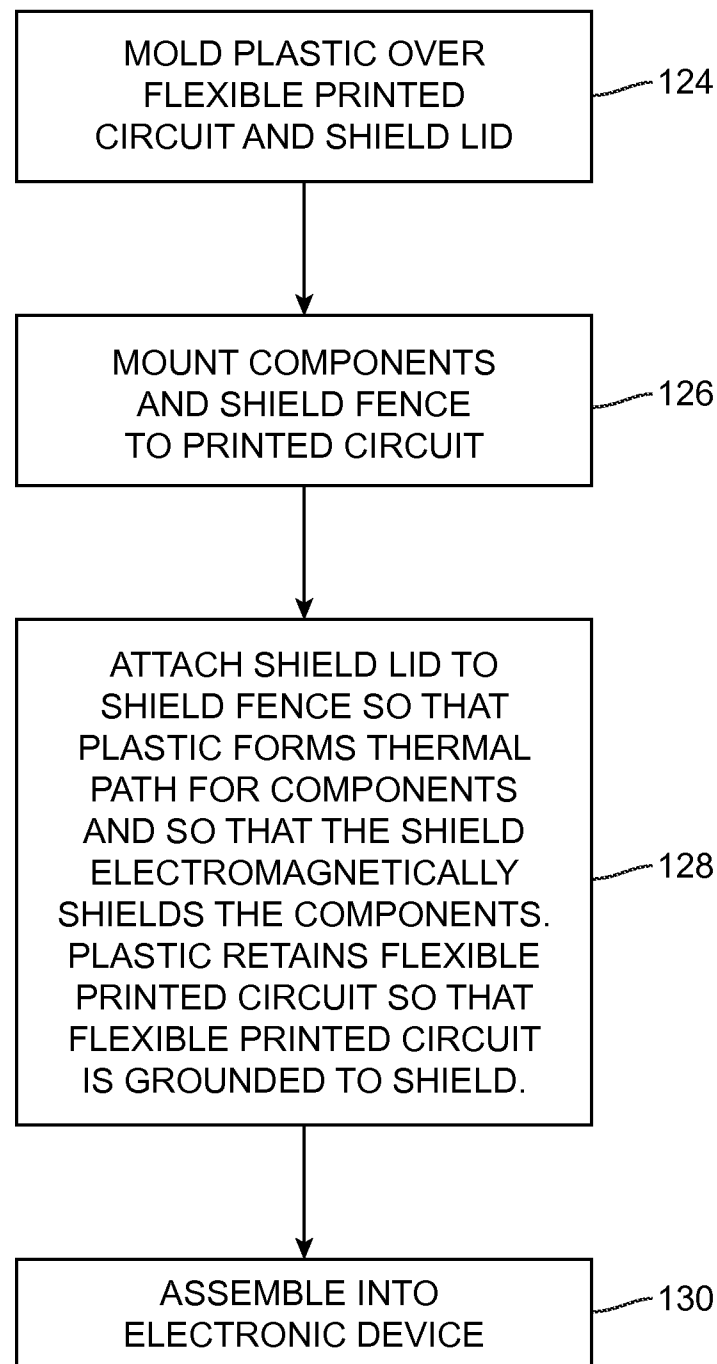 MOLD PLASTIC OVER
FLEXIBLE PRINTED
CIRCUIT AND SHIELD LID
124
MOUNT COMPONENTS
AND SHIELD FENCE
TO PRINTED CIRCUIT
126
ATTACH SHIELD LID TO
SHIELD FENCE SO THAT
PLASTIC FORMS THERMAL
PATH FOR COMPONENTS
AND SO THAT THE SHIELD
ELECTROMAGNETICALLY
SHIELDS THE COMPONENTS.
PLASTIC RETAINS FLEXIBLE
PRINTED CIRCUIT SO THAT
FLEXIBLE PRINTED CIRCUIT
IS GROUNDED TO SHIELD.
128
ASSEMBLE INTO
ELECTRONIC DEVICE
130